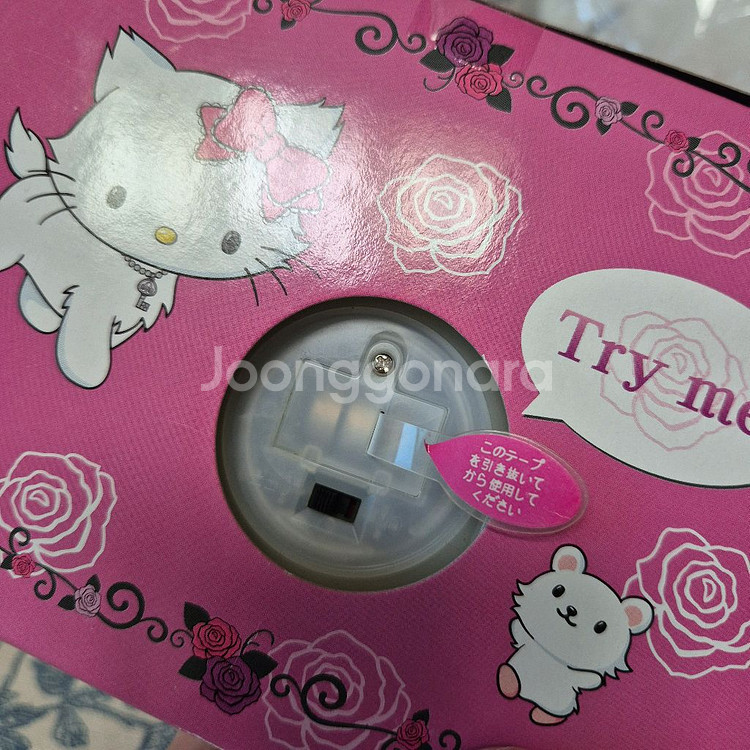 Joonggonara
Try me
このテープ
を引き抜いて
から使用して
ください